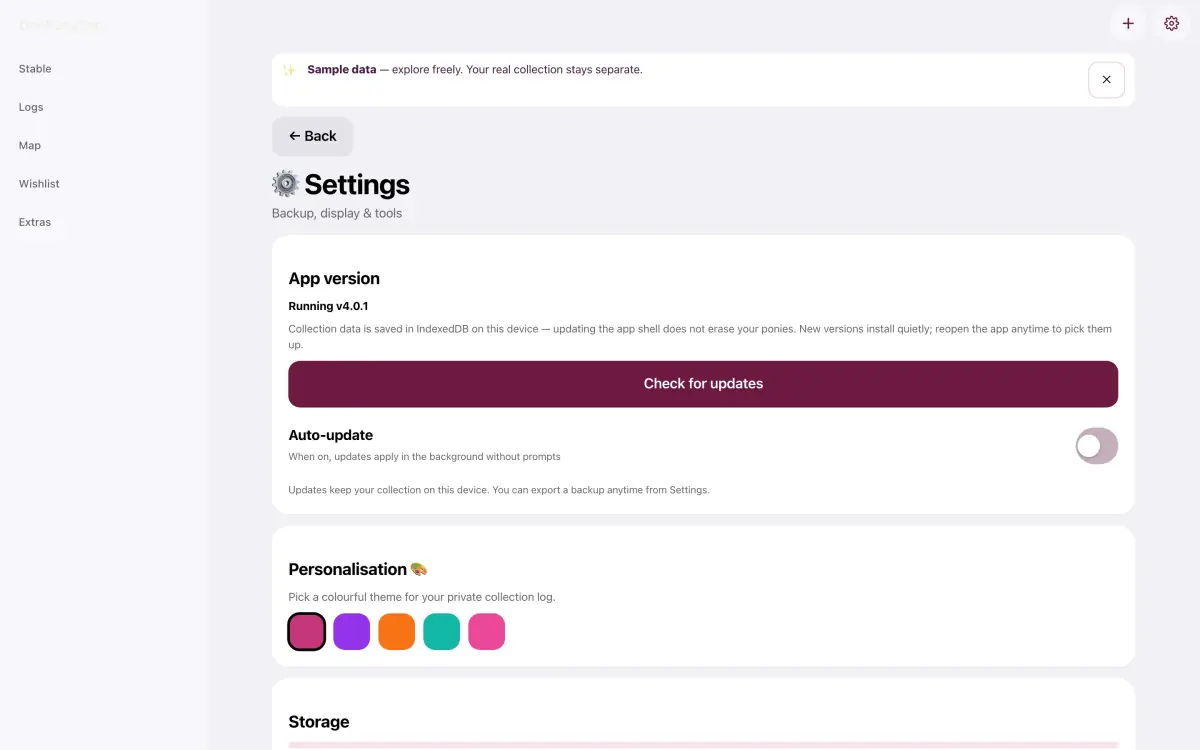 Stable
Logs
Map
Wishlist
Extras
Sample data — explore freely. Your real collection stays separate.
← Back
Settings
Backup, display & tools
App version
Running v4.0.1
Collection data is saved in IndexedDB on this device — updating the app shell does not erase your ponies. New versions install quietly; reopen the app anytime to pick them
up.
Check for updates
Auto-update
When on, updates apply in the background without prompts
Updates keep your collection on this device. You can export a backup anytime from Settings.
Personalisation
Pick a colourful theme for your private collection log.
Storage